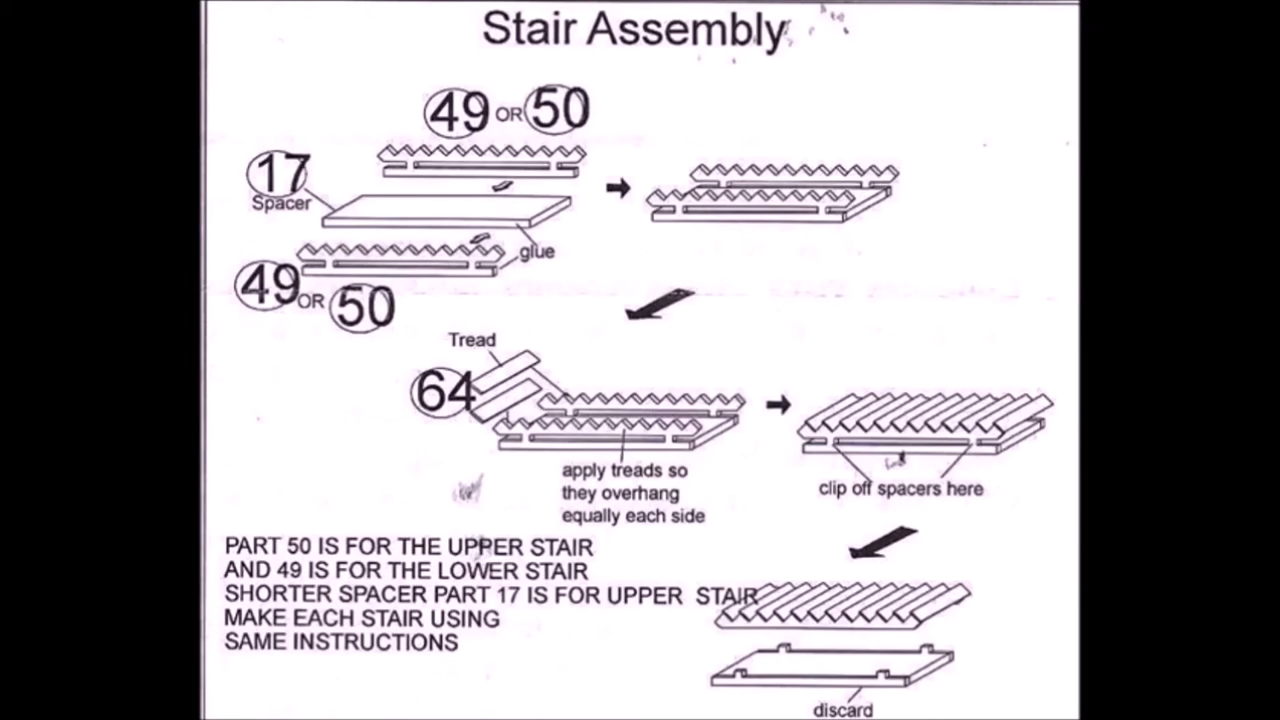 Stair Assembly
49 OR 50
17
Spacer
glue
49 OR 50
Tread
64
apply treads so
they overhang
equally each side
clip off spacers here
PART 50 IS FOR THE UPPER STAIR
AND 49 IS FOR THE LOWER STAIR
SHORTER SPACER PART 17 IS FOR UPPER STAIR
MAKE EACH STAIR USING
SAME INSTRUCTIONS
discard